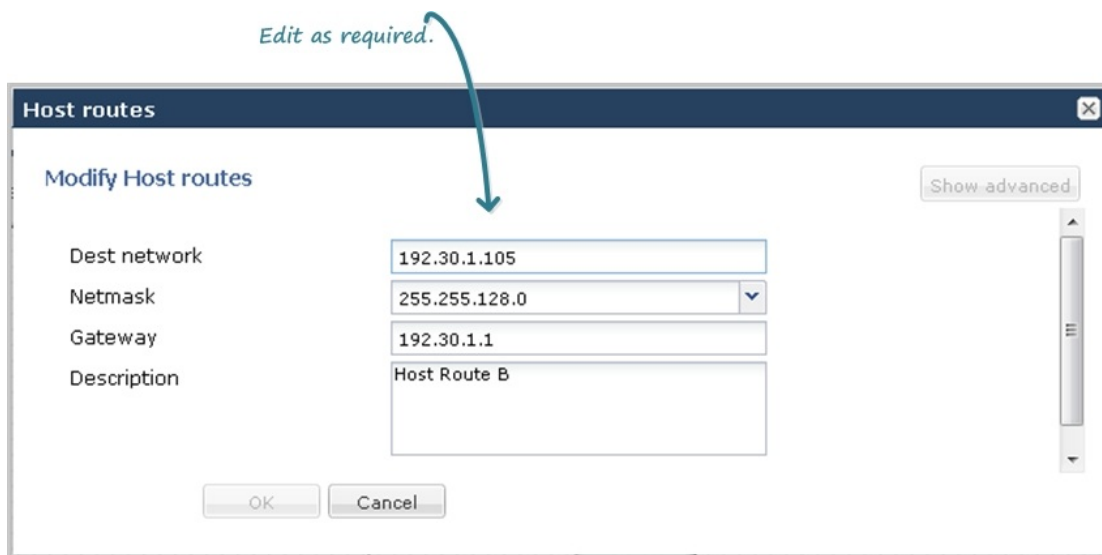 Edit as required.
Host routes
Modify Host routes
Show advanced
Dest network
192.30.1.105
Netmask
255.255.128.0
Gateway
192.30.1.1
Description
Host Route B
OK
Cancel